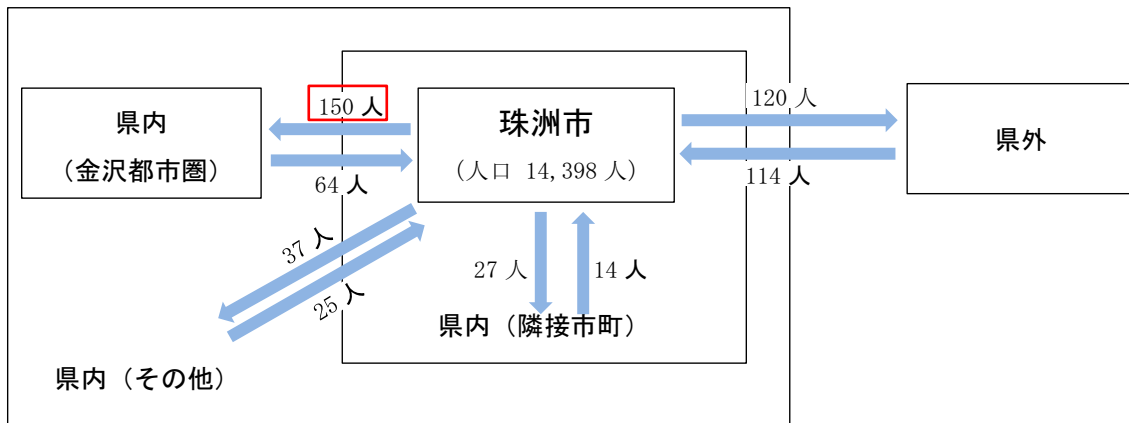 150 人
120 人
県内
(金沢都市圏)
珠洲市
(人口 14,398 人)
県外
64 人
114 人
37 人
25 人
27 人
14 人
県内（隣接市町）
県内（その他）